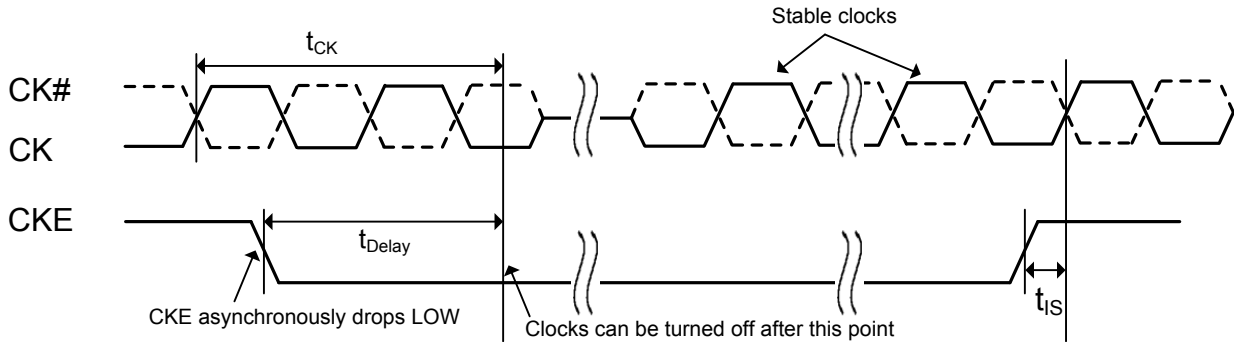 Stable clocks
tCK
CK#
CK
CKE
tDelay
tIS
CKE asynchronously drops LOW
Clocks can be turned off after this point